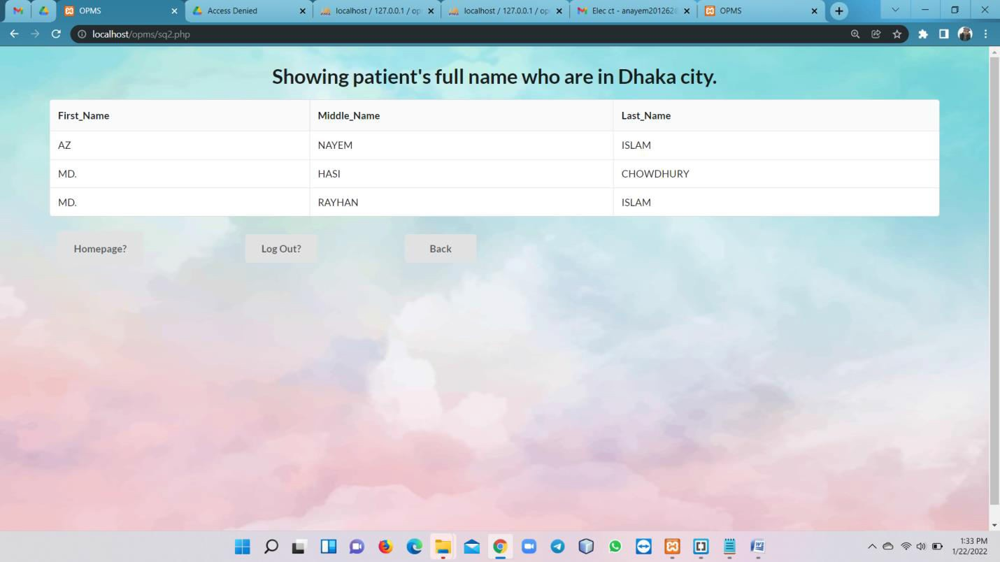 OPMS
Access Denied
localhost / 127.0.0.1 / op
localhost / 127.0.0.1 / op
Elec ct - anayem201262@
OPMS
localhost/opms/sq2.php
Showing patient's full name who are in Dhaka city.
First_Name Middle_Name Last_Name
AZ NAYEM ISLAM
MD. HASI CHOWDHURY
MD. RAYHAN ISLAM
Homepage? Log Out? Back
1:33 PM
1/22/2022